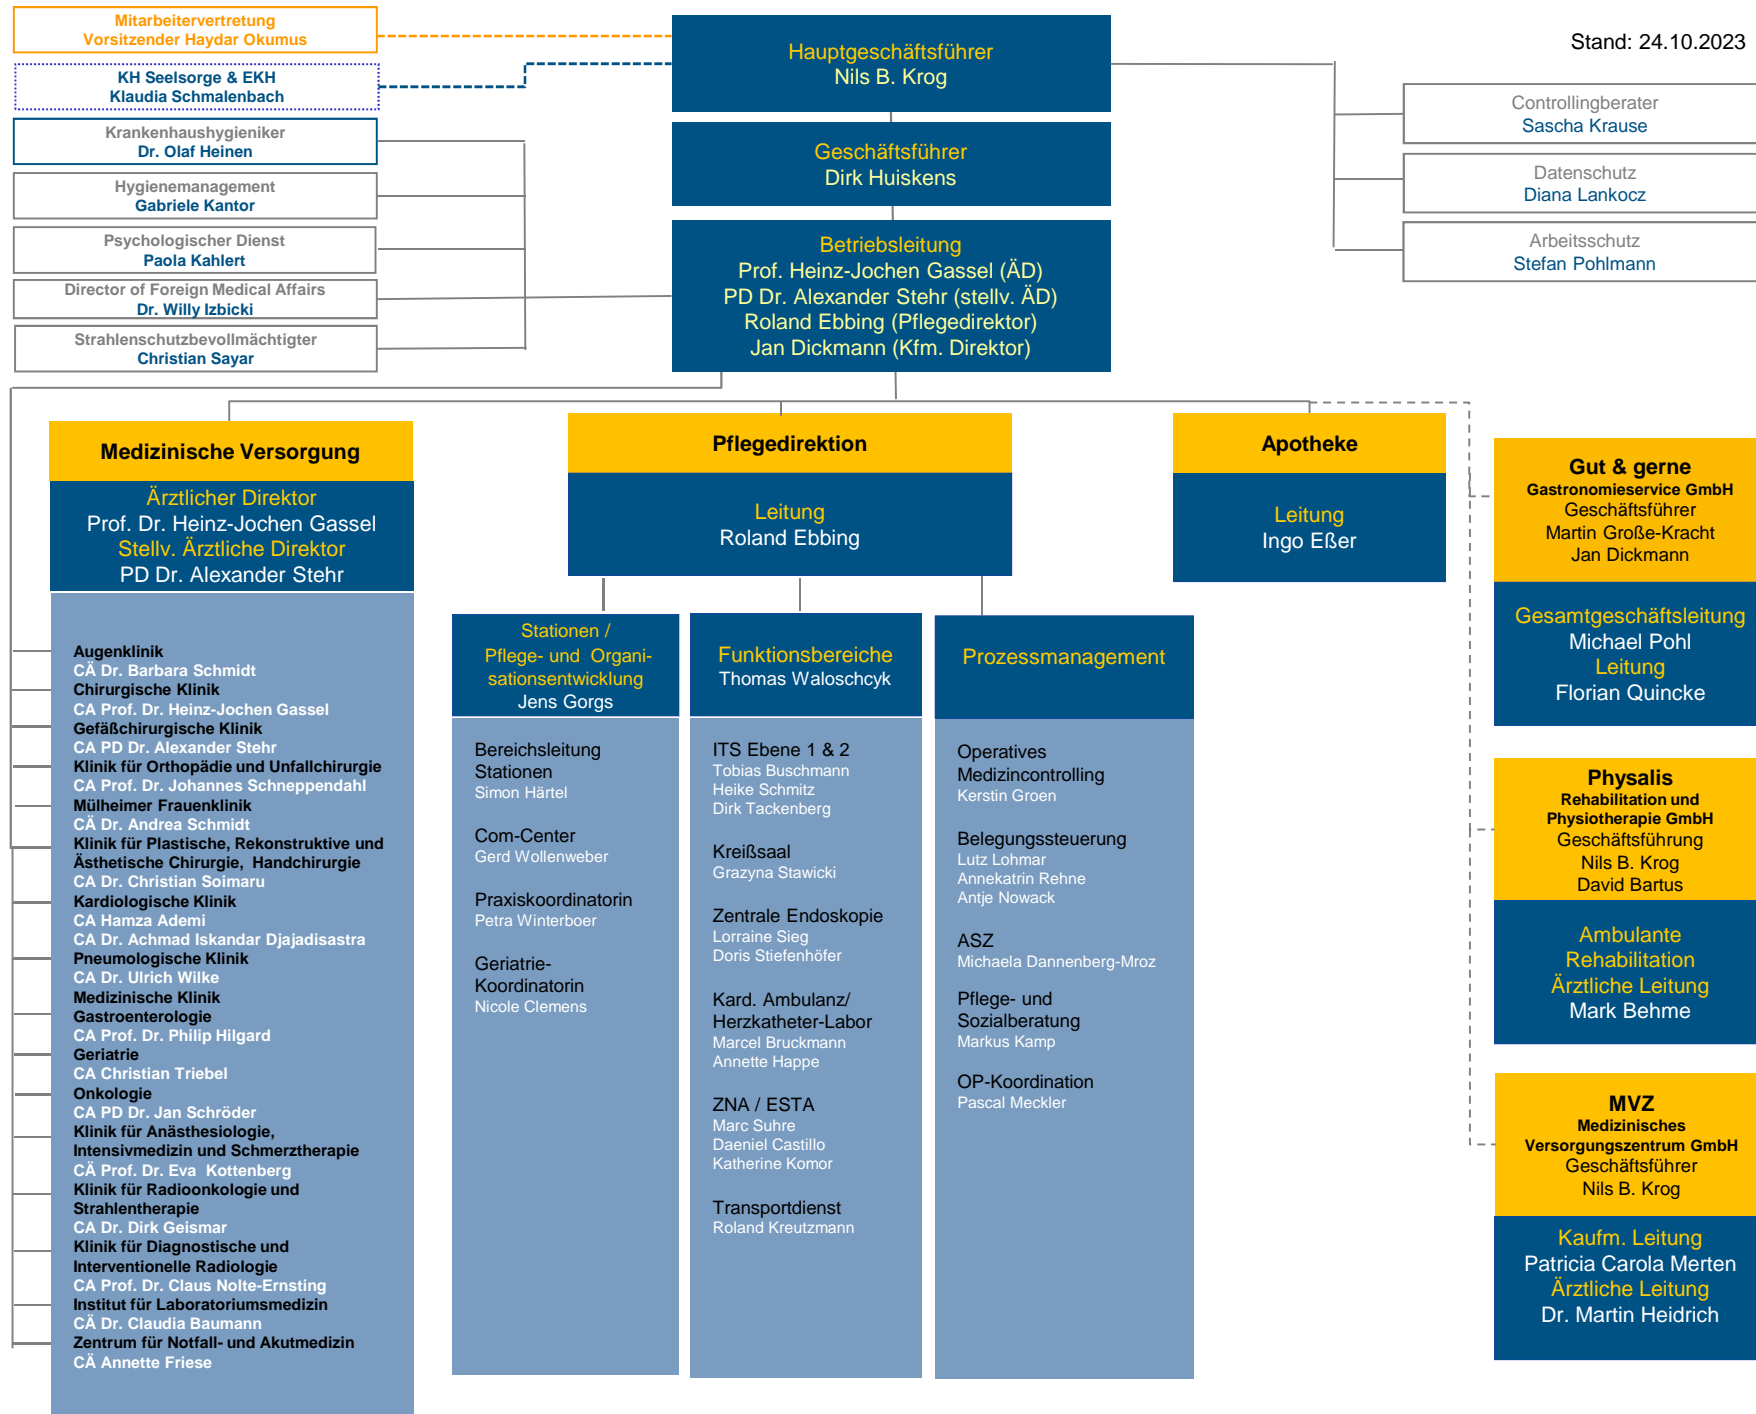 Mitarbeitervertretung
Vorsitzender Haydar Okumus
KH Seelsorge & EKH
Klaudia Schmalenbach
Krankenhaushygieniker
Dr. Olaf Heinen
Hygienemanagement
Gabriele Kantor
Psychologischer Dienst
Paola Kahlert
Director of Foreign Medical Affairs
Dr. Willy Izbicki
Strahlenschutzbevollmächtigter
Christian Sayar
Hauptgeschäftsführer
Nils B. Krog
Geschäftsführer
Dirk Huiskens
Betriebsleitung
Prof. Heinz-Jochen Gassel (ÄD)
PD Dr. Alexander Stehr (stellv. ÄD)
Roland Ebbing (Pflegedirektor)
Jan Dickmann (Kfm. Direktor)
Stand: 24.10.2023
Controllingberater
Sascha Krause
Datenschutz
Diana Lankocz
Arbeitsschutz
Stefan Pohlmann
Medizinische Versorgung
Ärztlicher Direktor
Prof. Dr. Heinz-Jochen Gassel
Stellv. Ärztliche Direktor
PD Dr. Alexander Stehr
Augenklinik
CÄ Dr. Barbara Schmidt
Chirurgische Klinik
CA Prof. Dr. Heinz-Jochen Gassel
Gefäßchirurgische Klinik
CA PD Dr. Alexander Stehr
Klinik für Orthopädie und Unfallchirurgie
CA Prof. Dr. Johannes Schneppendahl
Mülheimer Frauenklinik
CÄ Dr. Andrea Schmidt
Klinik für Plastische, Rekonstruktive und
Ästhetische Chirurgie, Handchirurgie
CA Dr. Christian Soimaru
Kardiologische Klinik
CA Hamza Ademi
CA Dr. Achmad Iskandar Djajadisastra
Pneumologische Klinik
CA Dr. Ulrich Wilke
Medizinische Klinik
Gastroenterologie
CA Prof. Dr. Philip Hilgard
Geriatrie
CA Christian Triebel
Onkologie
CA PD Dr. Jan Schröder
Klinik für Anästhesiologie,
Intensivmedizin und Schmerztherapie
CÄ Prof. Dr. Eva Kottenberg
Klinik für Radioonkologie und
Strahlentherapie
CA Dr. Dirk Geismar
Klinik für Diagnostische und
Interventionelle Radiologie
CA Prof. Dr. Claus Nolte-Ernsting
Institut für Laboratoriumsmedizin
CÄ Dr. Claudia Baumann
Zentrum für Notfall- und Akutmedizin
CÄ Annette Friese
Pflegedirektion
Leitung
Roland Ebbing
Stationen /
Pflege- und Organi-
sationsentwicklung
Jens Gorgs
Bereichsleitung
Stationen
Simon Härtel
Com-Center
Gerd Wollenweber
Praxiskoordinatorin
Petra Winterboer
Geriatrie-
Koordinatorin
Nicole Clemens
Funktionsbereiche
Thomas Waloschcyk
ITS Ebene 1 & 2
Tobias Buschmann
Heike Schmitz
Dirk Tackenberg
Kreißsaal
Grazyna Stawicki
Zentrale Endoskopie
Lorraine Sieg
Doris Stiefenhöfer
Kard. Ambulanz/
Herzkatheter-Labor
Marcel Bruckmann
Annette Happe
ZNA / ESTA
Marc Suhre
Daeniel Castillo
Katherine Komor
Transportdienst
Roland Kreutzmann
Prozessmanagement
Operatives
Medizincontrolling
Kerstin Groen
Belegungssteuerung
Lutz Lohmar
Annekatrin Rehne
Antje Nowack
ASZ
Michaela Dannenberg-Mroz
Pflege- und
Sozialberatung
Markus Kamp
OP-Koordination
Pascal Meckler
Apotheke
Leitung
Ingo Eßer
Gut & gerne
Gastronomieservice GmbH
Geschäftsführer
Martin Große-Kracht
Jan Dickmann
Gesamtgeschäftsleitung
Michael Pohl
Leitung
Florian Quincke
Physalis
Rehabilitation und
Physiotherapie GmbH
Geschäftsführung
Nils B. Krog
David Bartus
Ambulante
Rehabilitation
Ärztliche Leitung
Mark Behme
MVZ
Medizinisches
Versorgungszentrum GmbH
Geschäftsführer
Nils B. Krog
Kaufm. Leitung
Patricia Carola Merten
Ärztliche Leitung
Dr. Martin Heidrich